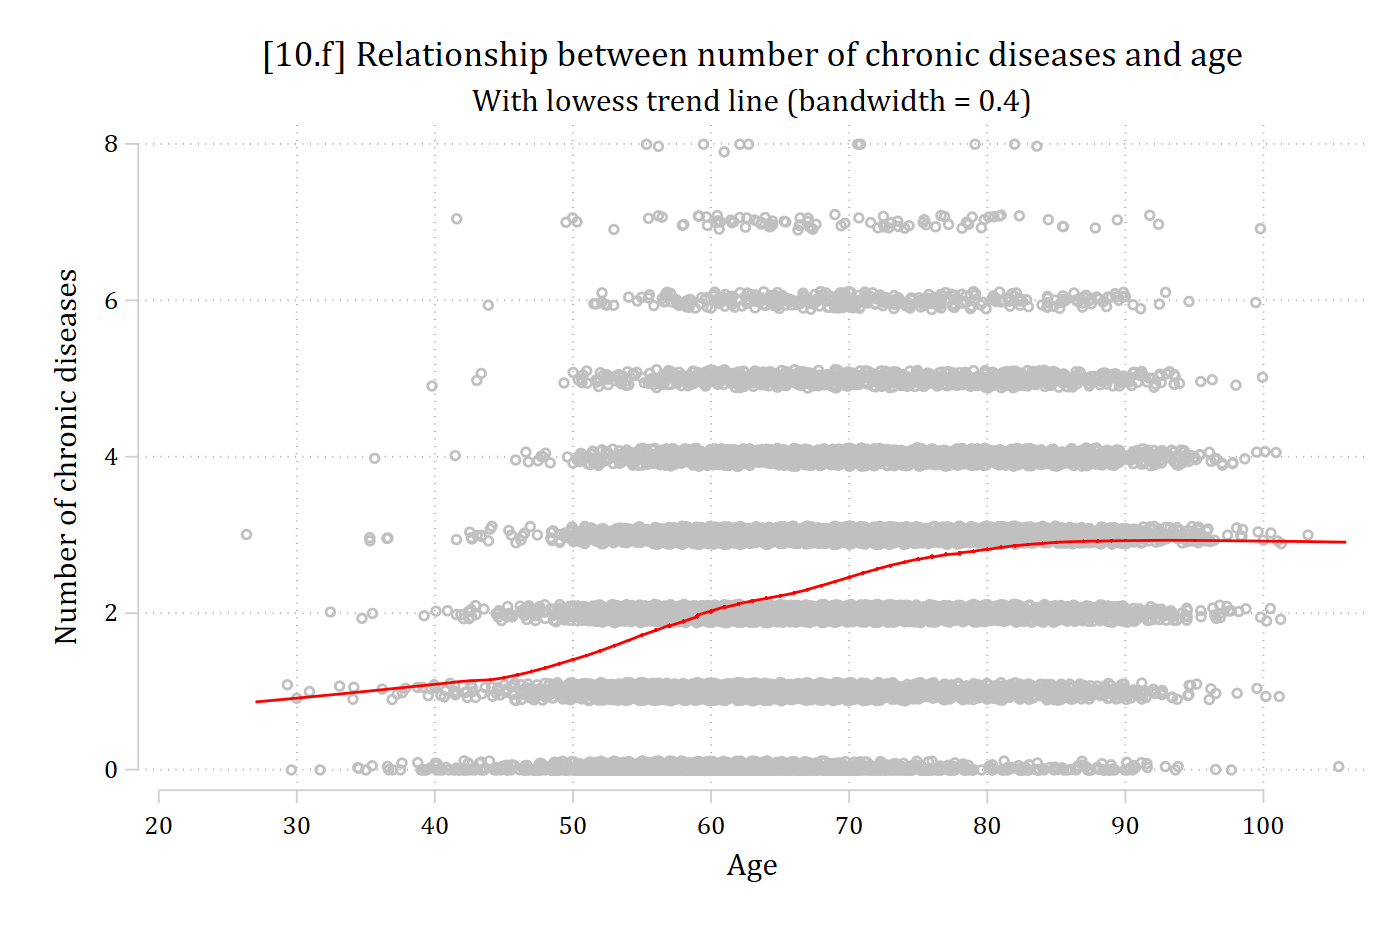 [10.f] Relationship between number of chronic diseases and age
With lowess trend line (bandwidth = 0.4)
Number of chronic diseases
8
6
4
2
0
20 30 40 50 60 70 80 90 100
Age